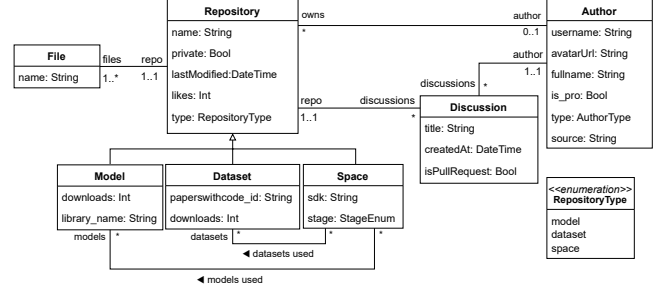 Repository
name: String
private: Bool
lastModified:DateTime
likes: Int
type: RepositoryType
owns
*
author
0..1
Author
username: String
avatarUrl: String
fullname: String
is_pro: Bool
type: AuthorType
source: String
File
name: String
files
1..*
repo
1..1
author
1..1
discussions
*
repo
1..1
discussions
*
Discussion
title: String
createdAt: DateTime
isPullRequest: Bool
Model
downloads: Int
library_name: String
Dataset
paperswithcode_id: String
downloads: Int
Space
sdk: String
stage: StageEnum
<<enumeration>>
RepositoryType
model
dataset
space
models
*
datasets
*
*
*
◄ datasets used
◄ models used